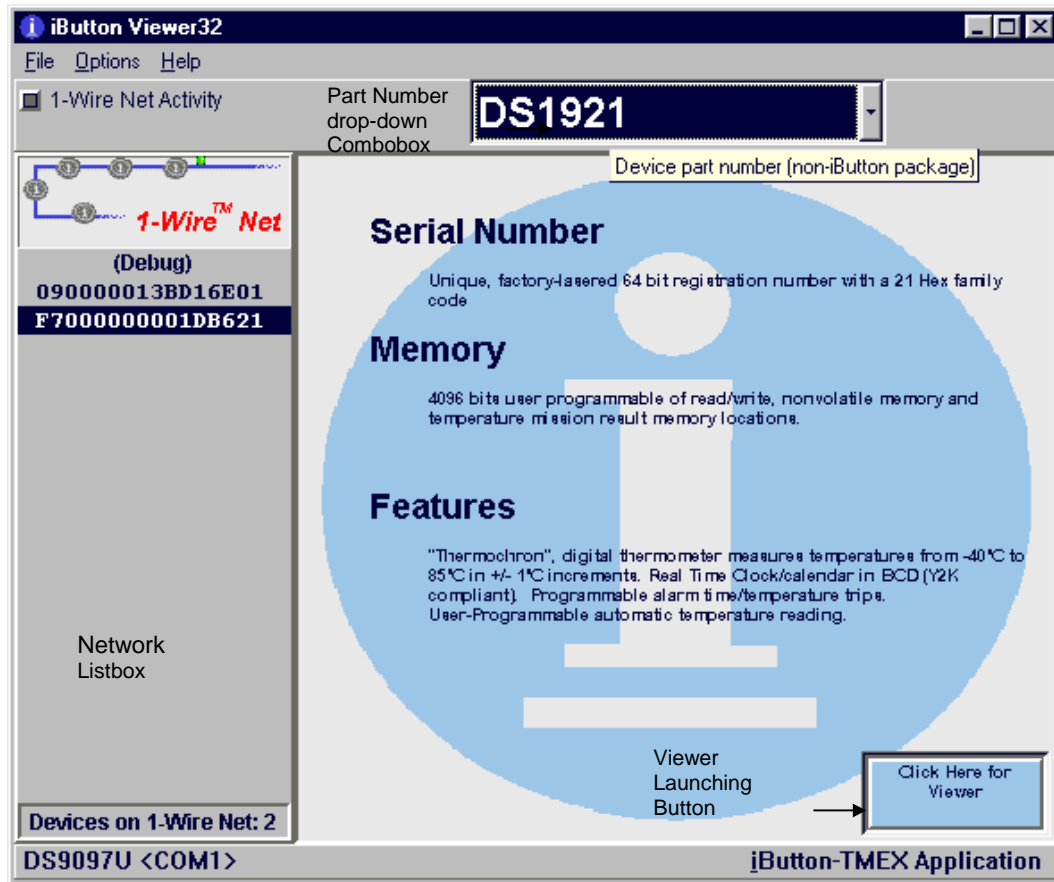 iButton Viewer32
File Options Help
1-Wire Net Activity
Part Number
drop-down
Combobox
DS1921
Device part number (non-iButton package)
1-Wire™ Net
(Debug)
090000013BD16E01
F7000000001DB621
Network
Listbox
Devices on 1-Wire Net: 2
Serial Number
Unique, factory-lasered 64 bit registration number with a 21 Hex family
code
Memory
4096 bits user programmable of read/write, nonvolatile memory and
temperature mission result memory locations.
Features
"Thermochron", digital thermometer measures temperatures from -40°C to
85°C in +/- 1°C increments. Real Time Clock/calendar in BCD (Y2K
compliant). Programmable alarm time/temperature trips.
User-Programmable automatic temperature reading.
Viewer
Launching
Button
Click Here for
Viewer
DS9097U <COM1>
iButton-TMEX Application